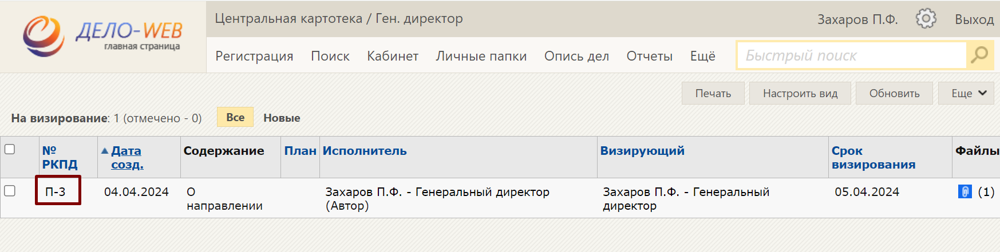 ДЕЛО-WEB
главная страница
Центральная картотека / Ген. директор
Захаров П.Ф.
Выход
Регистрация Поиск Кабинет Личные папки Опись дел Отчеты Ещё
Быстрый поиск
Печать Настроить вид Обновить Еще
На визирование: 1 (отмечено - 0) Все Новые
№ РКПД
Дата созд.
Содержание
План
Исполнитель
Визирующий
Срок визирования
Файлы
П-3
04.04.2024
О направлении
Захаров П.Ф. - Генеральный директор
(Автор)
Захаров П.Ф. - Генеральный
директор
05.04.2024
(1)